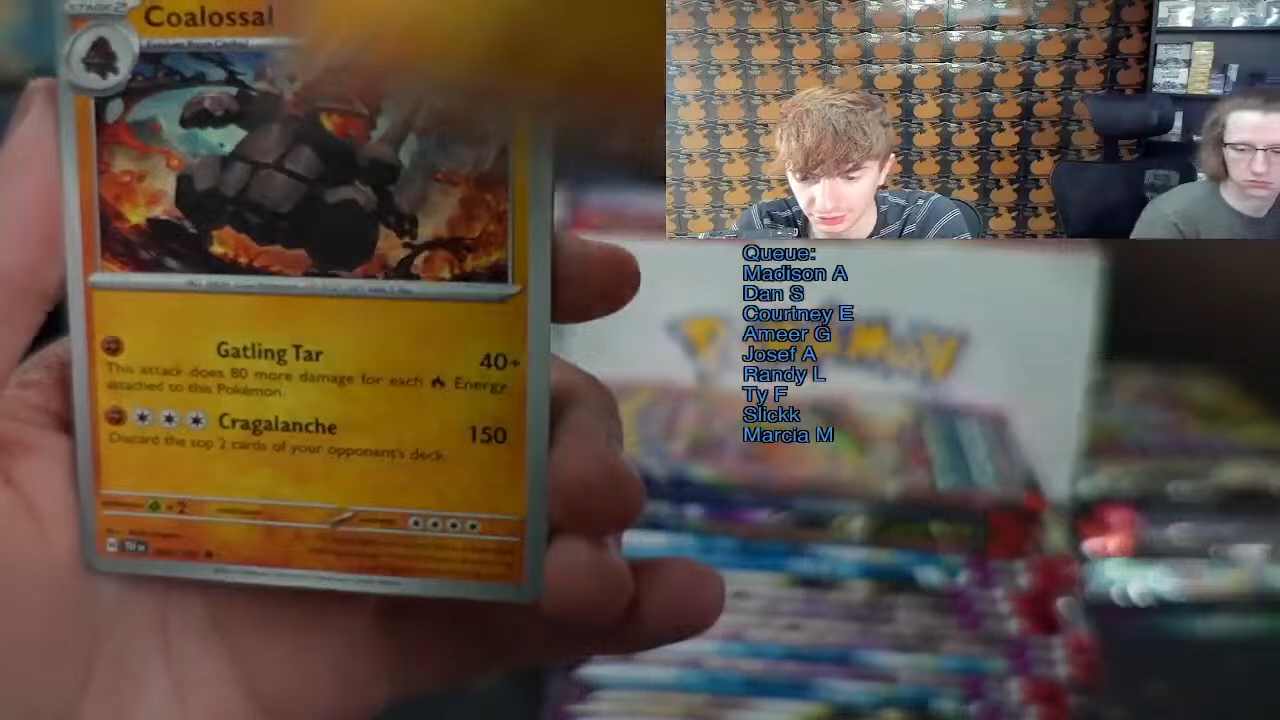 STAGE 2
Coalossal
Gatling Tar 40+
This attack does 80 more damage for each Energy
attached to this Pokémon.
Cragalanche 150
Discard the top 2 cards of your opponent's deck.
×2
Queue:
Madison A
Dan S
Courtney E
Ameer G
Josef A
Randy L
Ty F
Slickk
Marcia M
Pokémon